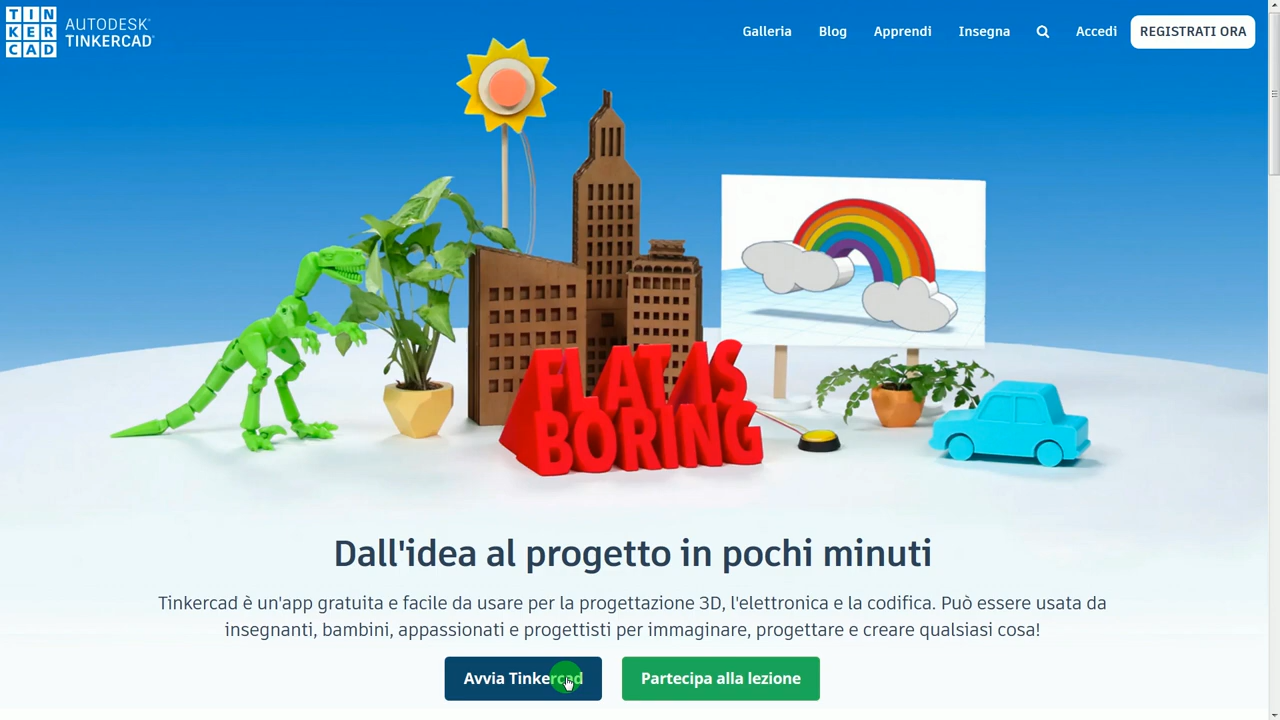 TIN
KER
CAD
AUTODESK
TINKERCAD
Galleria
Blog
Apprendi
Insegna
Accedi
REGISTRATI ORA
FLAT IS
BORING
Dall'idea al progetto in pochi minuti
Tinkercad è un'app gratuita e facile da usare per la progettazione 3D, l'elettronica e la codifica. Può essere usata da
insegnanti, bambini, appassionati e progettisti per immaginare, progettare e creare qualsiasi cosa!
Avvia Tinkercad
Partecipa alla lezione